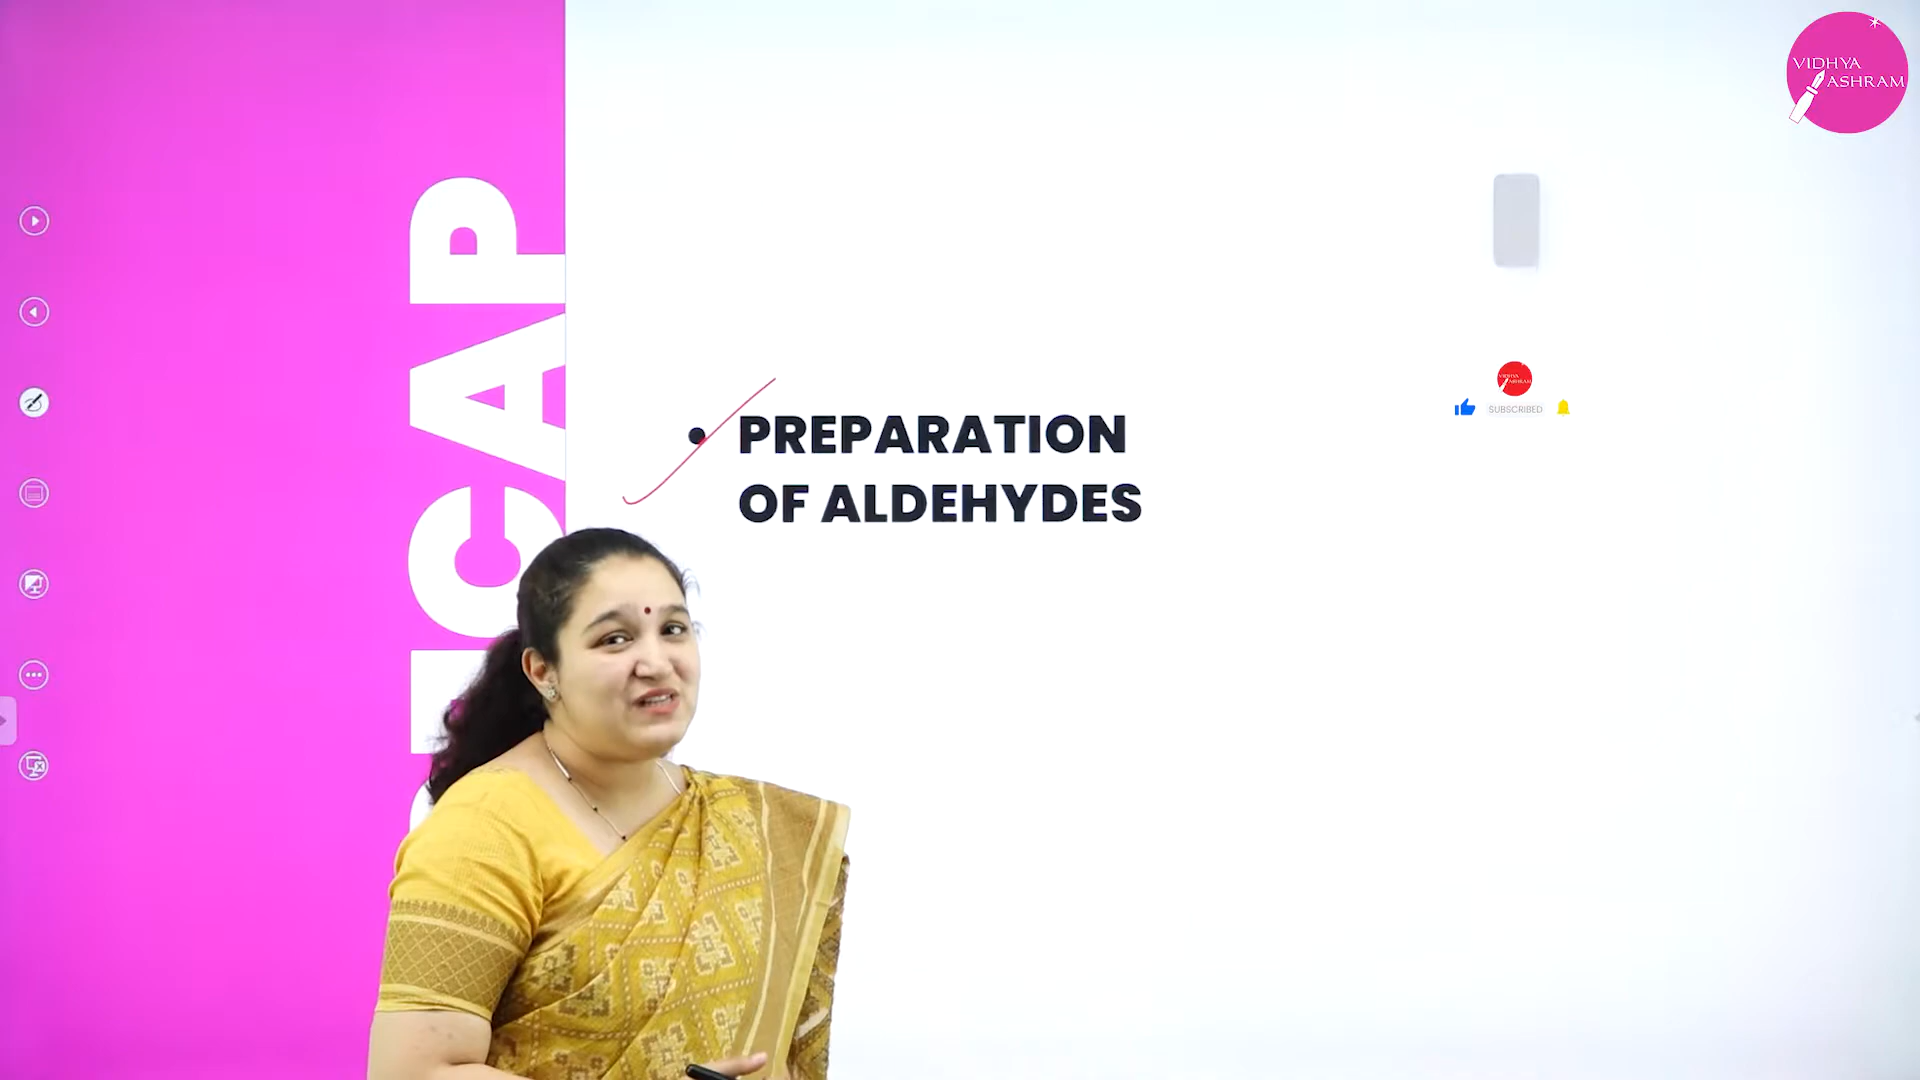 VIDHYA
ASHRAM
RECAP
• PREPARATION
OF ALDEHYDES
SUBSCRIBED